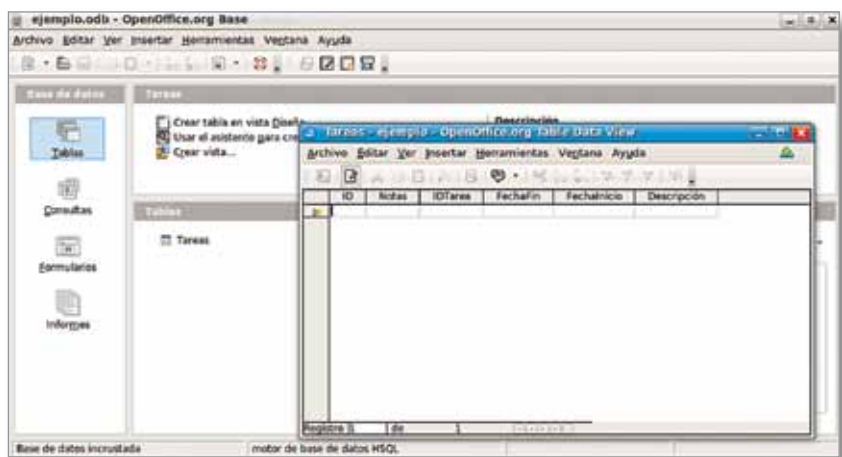 ejemplo.odb - OpenOffice.org Base
Archivo Editar Ver Insertar Herramientas Ventana Ayuda
Base de datos
Tareas
Tablas
Consultas
Formularios
Informes
Crear tabla en vista Diseño...
Usar el asistente para cre
Crear vista...
Descripción
Tablas
Tareas
Tareas - ejemplo - OpenOffice.org Table Data View
Archivo Editar Ver Insertar Herramientas Ventana Ayuda
ID Notas IDTarea FechaFin FechaInicio Descripción
Registro 1 de 1
Base de datos incrustada motor de base de datos HSQL